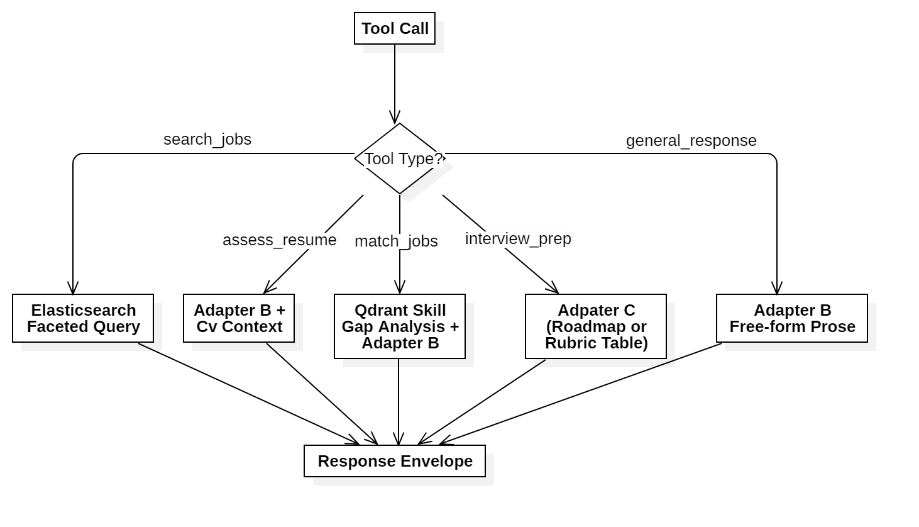 Tool Call
Tool Type?
search_jobs
general_response
assess_resume
match_jobs
interview_prep
Elasticsearch
Faceted Query
Adapter B +
Cv Context
Qdrant Skill
Gap Analysis +
Adapter B
Adpater C
(Roadmap or
Rubric Table)
Adapter B
Free-form Prose
Response Envelope